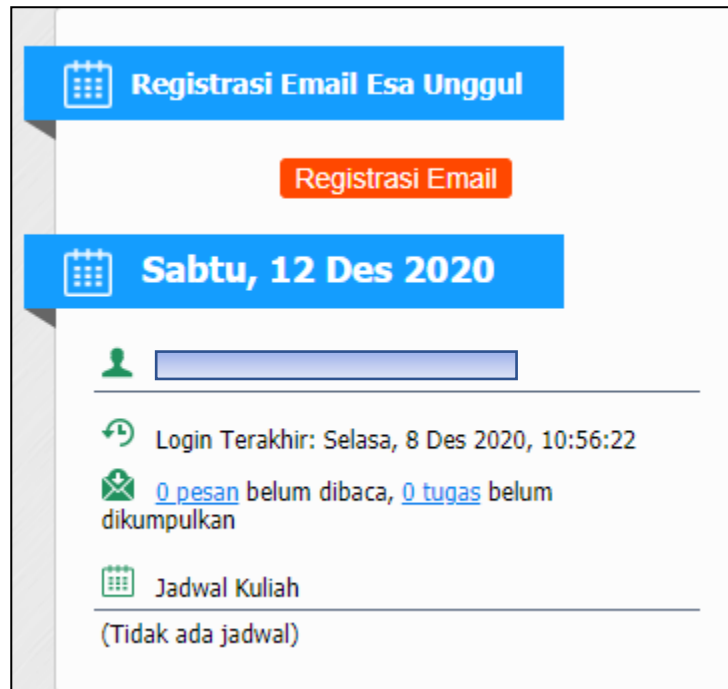 Registrasi Email Esa Unggul
Registrasi Email
Sabtu, 12 Des 2020
Login Terakhir: Selasa, 8 Des 2020, 10:56:22
0 pesan belum dibaca, 0 tugas belum
dikumpulkan
Jadwal Kuliah
(Tidak ada jadwal)